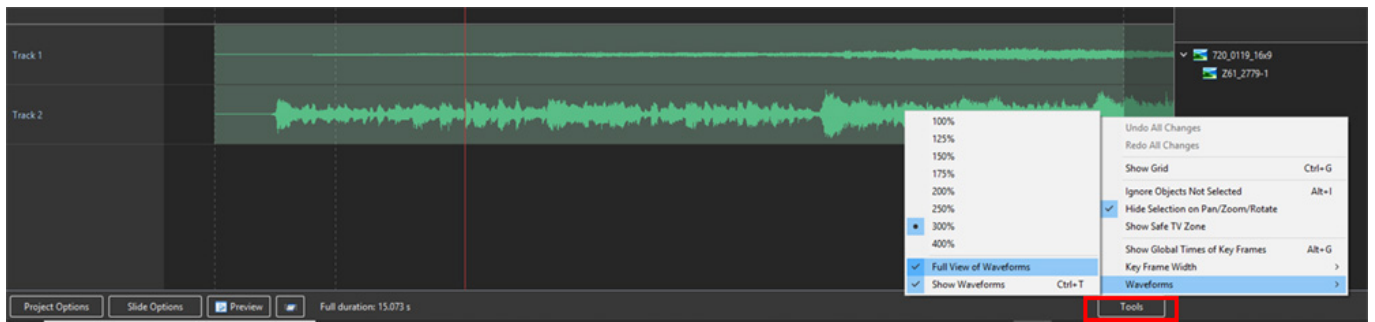 Track 1
720_0119_16x9
Z61_2779-1
Track 2
100%
125%
150%
175%
200%
250%
300%
400%
Full View of Waveforms
Show Waveforms Ctrl+T
Undo All Changes
Redo All Changes
Show Grid Ctrl+G
Ignore Objects Not Selected Alt+I
Hide Selection on Pan/Zoom/Rotate
Show Safe TV Zone
Show Global Times of Key Frames Alt+G
Key Frame Width
Waveforms
Project Options Slide Options Preview Full duration: 15.073 s Tools